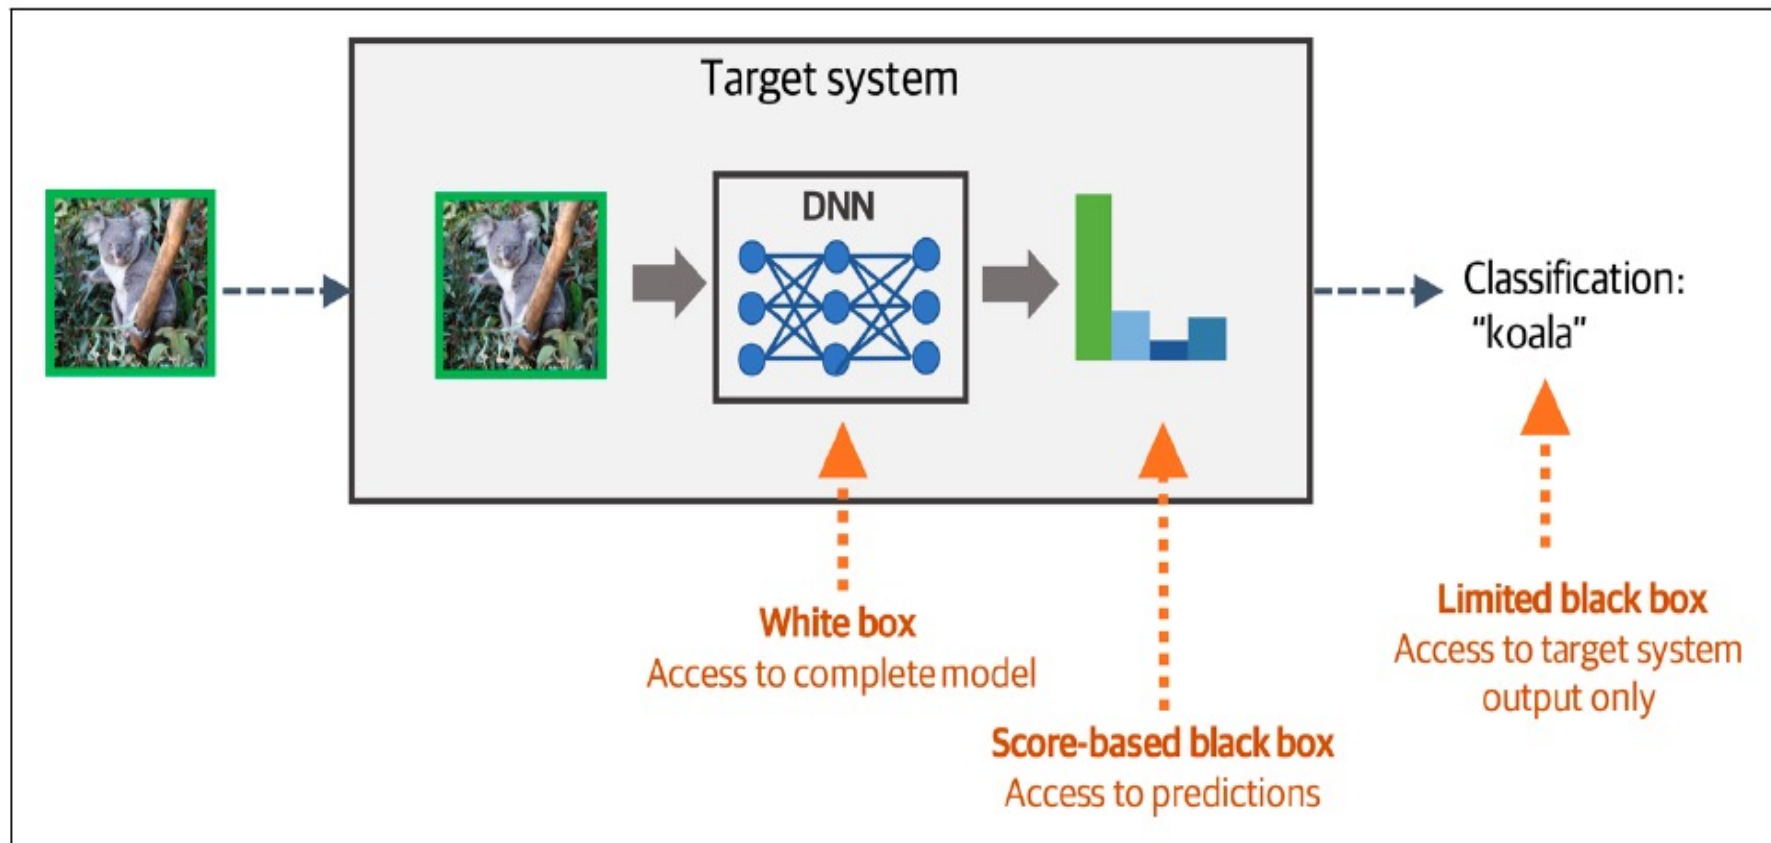 Target system
DNN
Classification:
“koala”
White box
Access to complete model
Score-based black box
Access to predictions
Limited black box
Access to target system
output only